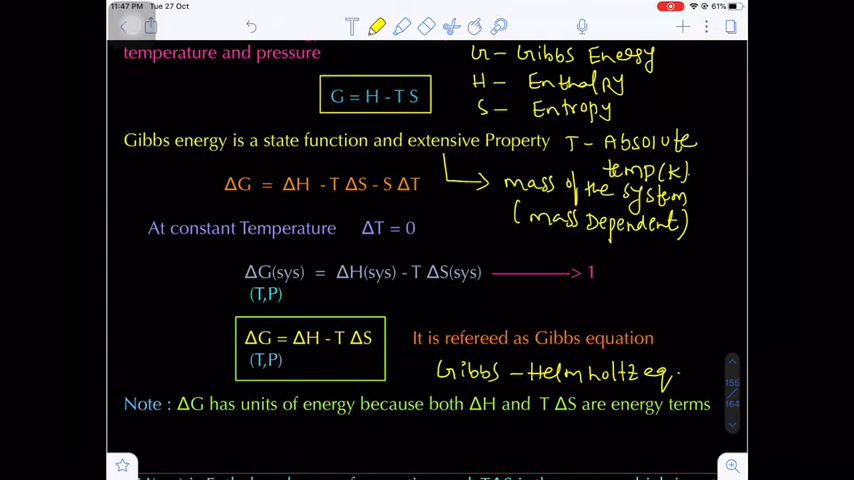 11:47 PM Tue 27 Oct
61%
temperature and pressure
G - Gibbs Energy
G = H - T S
H - Enthalpy
S - Entropy
Gibbs energy is a state function and extensive Property
T - Absolute
temp(K).
ΔG = ΔH - T ΔS - S ΔT
mass of the system
(mass Dependent)
At constant Temperature ΔT = 0
ΔG(sys) = ΔH(sys) - T ΔS(sys) ————> 1
(T,P)
ΔG = ΔH - T ΔS It is refereed as Gibbs equation
(T,P)
Gibbs - Helmholtz eq.
155
164
Note : ΔG has units of energy because both ΔH and T ΔS are energy terms